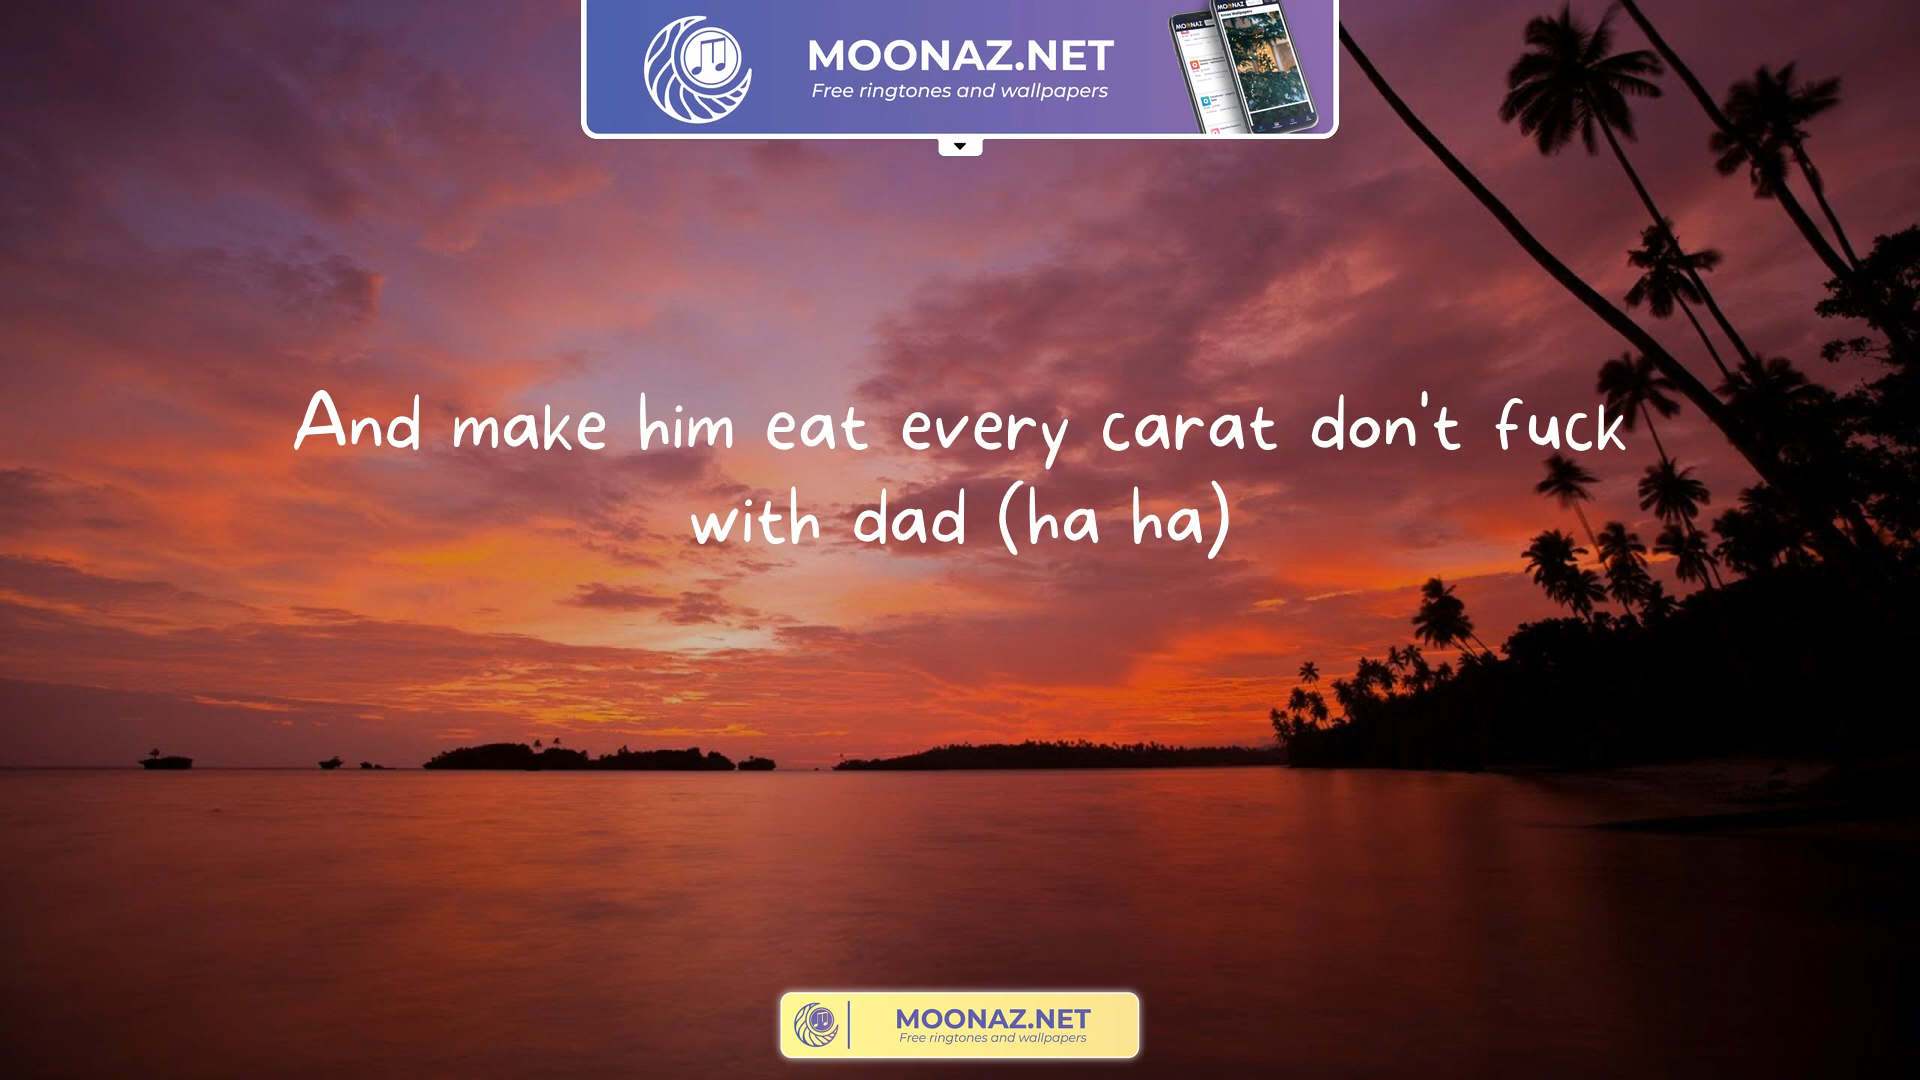 MOONAZ.NET
Free ringtones and wallpapers
And make him eat every carat don't fuck
with dad (ha ha)
MOONAZ.NET
Free ringtones and wallpapers